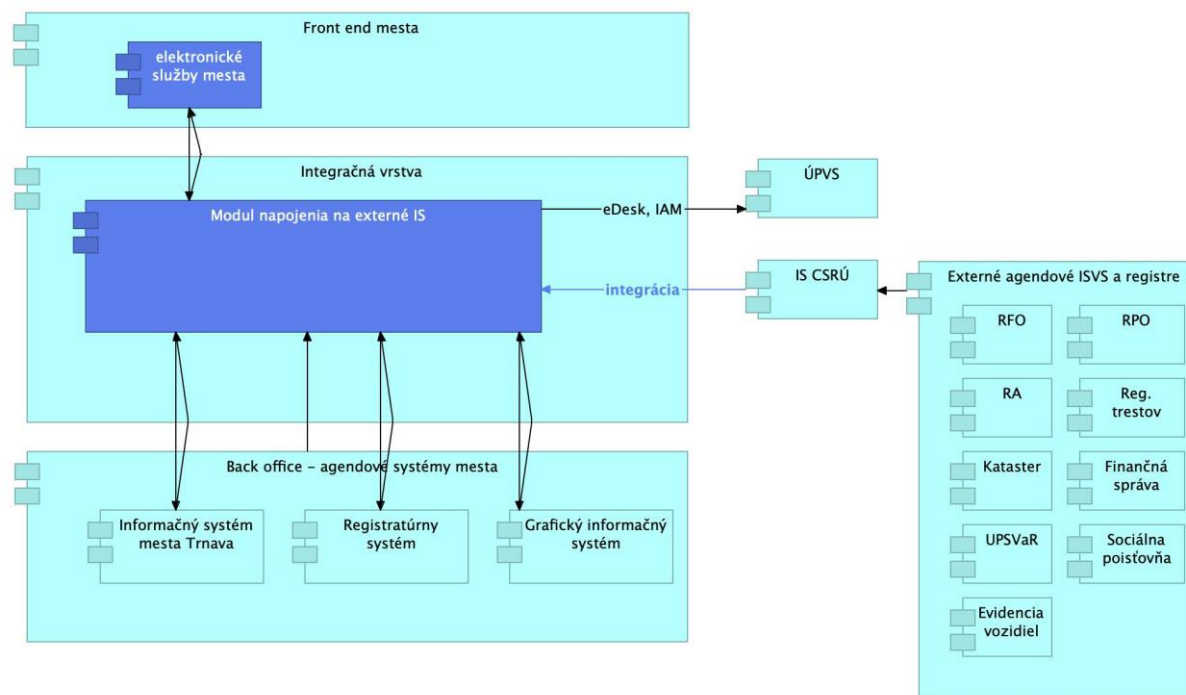 Front end mesta
elektronické
služby mesta
Integračná vrstva
Modul napojenia na externé IS
eDesk, IAM
ÚPVS
integrácia
IS CSRÚ
Externé agendové ISVS a registre
RFO
RPO
RA
Reg.
trestov
Kataster
Finančná
správa
UPSVaR
Sociálna
poisťovňa
Evidencia
vozidiel
Back office – agendové systémy mesta
Informačný systém
mesta Trnava
Registratúrny
systém
Grafický informačný
systém